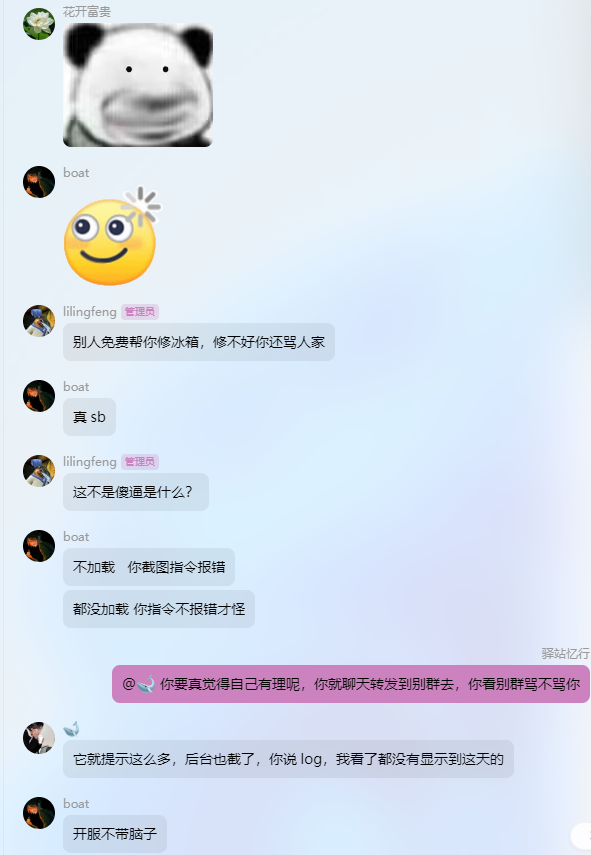 花开富贵
boat
lilingfeng 管理员
别人免费帮你修冰箱，修不好你还骂人家
boat
真 sb
lilingfeng 管理员
这不是傻逼是什么？
boat
不加载 你截图指令报错
都没加载 你指令不报错才怪
驿站忆行
@🐋 你要真觉得自己有理呢，你就聊天转发到别群去，你看别群骂不骂你
🐋
它就提示这么多，后台也截了，你说 log，我看了都没有显示到这天的
boat
开服不带脑子